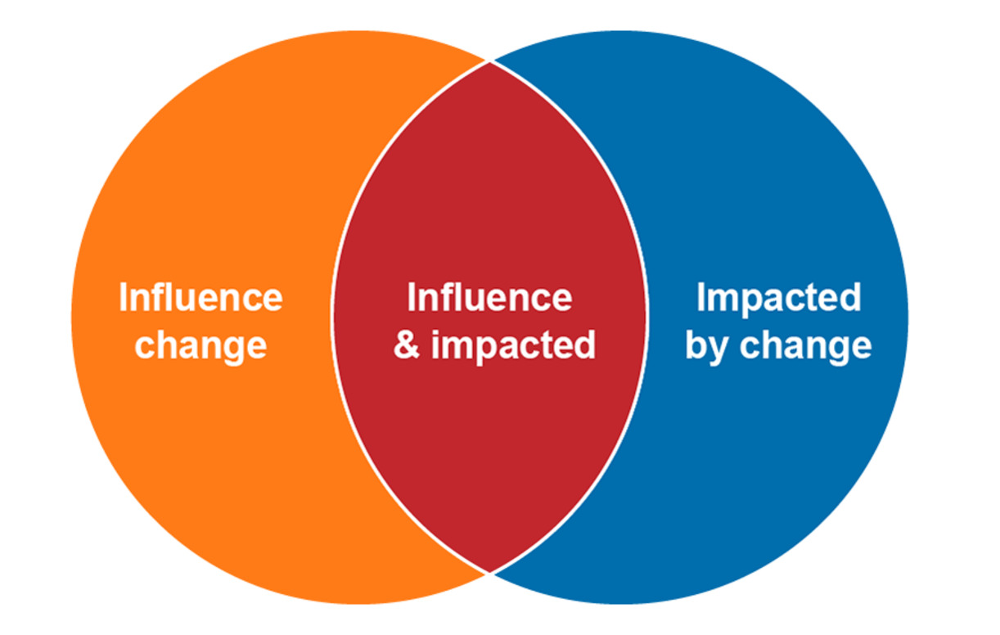 Influence
change
Influence
& impacted
Impacted
by change